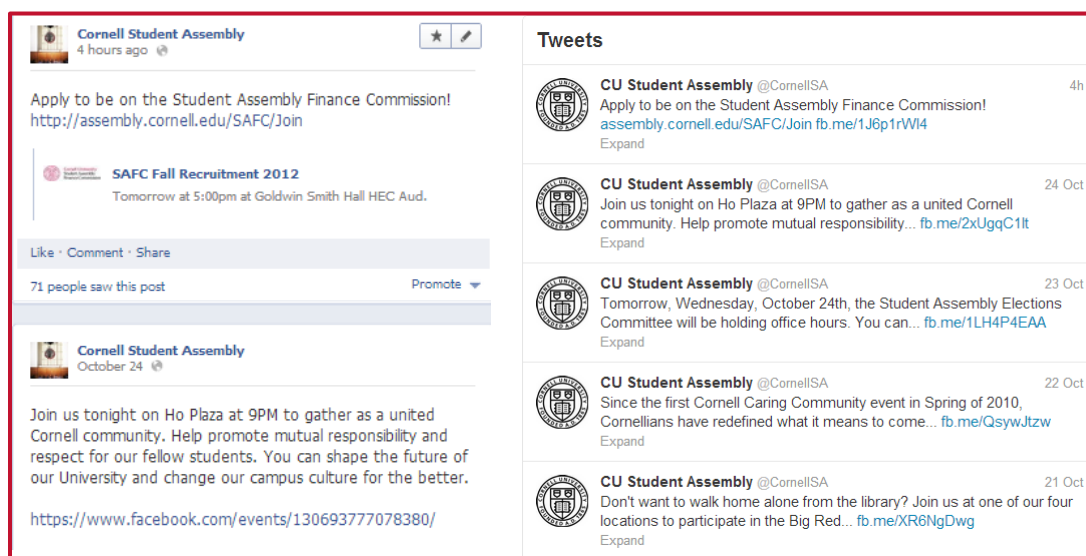 Cornell Student Assembly
4 hours ago
Apply to be on the Student Assembly Finance Commission!
http://assembly.cornell.edu/SAFC/Join
SAFC Fall Recruitment 2012
Tomorrow at 5:00pm at Goldwin Smith Hall HEC Aud.
Like · Comment · Share
71 people saw this post
Promote
Cornell Student Assembly
October 24
Join us tonight on Ho Plaza at 9PM to gather as a united
Cornell community. Help promote mutual responsibility and
respect for our fellow students. You can shape the future of
our University and change our campus culture for the better.
https://www.facebook.com/events/130693777078380/
Tweets
CU Student Assembly @CornellSA 4h
Apply to be on the Student Assembly Finance Commission!
assembly.cornell.edu/SAFC/Join fb.me/1J6p1rWl4
Expand
CU Student Assembly @CornellSA 24 Oct
Join us tonight on Ho Plaza at 9PM to gather as a united Cornell
community. Help promote mutual responsibility... fb.me/2xUgqC1lt
Expand
CU Student Assembly @CornellSA 23 Oct
Tomorrow, Wednesday, October 24th, the Student Assembly Elections
Committee will be holding office hours. You can... fb.me/1LH4P4EAA
Expand
CU Student Assembly @CornellSA 22 Oct
Since the first Cornell Caring Community event in Spring of 2010,
Cornellians have redefined what it means to come... fb.me/QsywJtzw
Expand
CU Student Assembly @CornellSA 21 Oct
Don't want to walk home alone from the library? Join us at one of our four
locations to participate in the Big Red... fb.me/XR6NgDwg
Expand